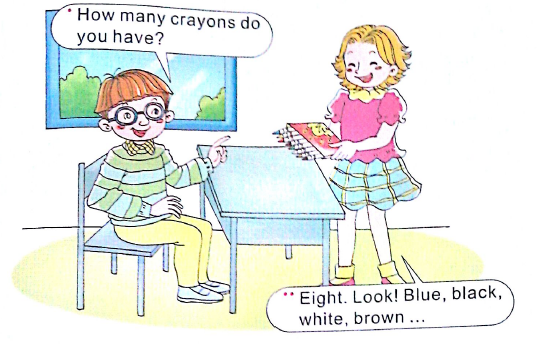 • How many crayons do
you have?
•• Eight. Look! Blue, black,
white, brown ...